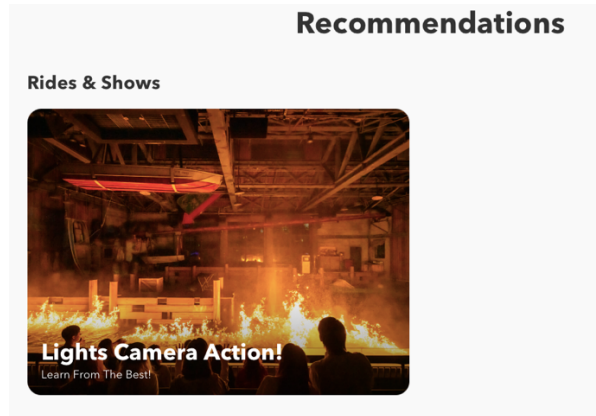 Recommendations
Rides & Shows
Lights Camera Action!
Learn From The Best!